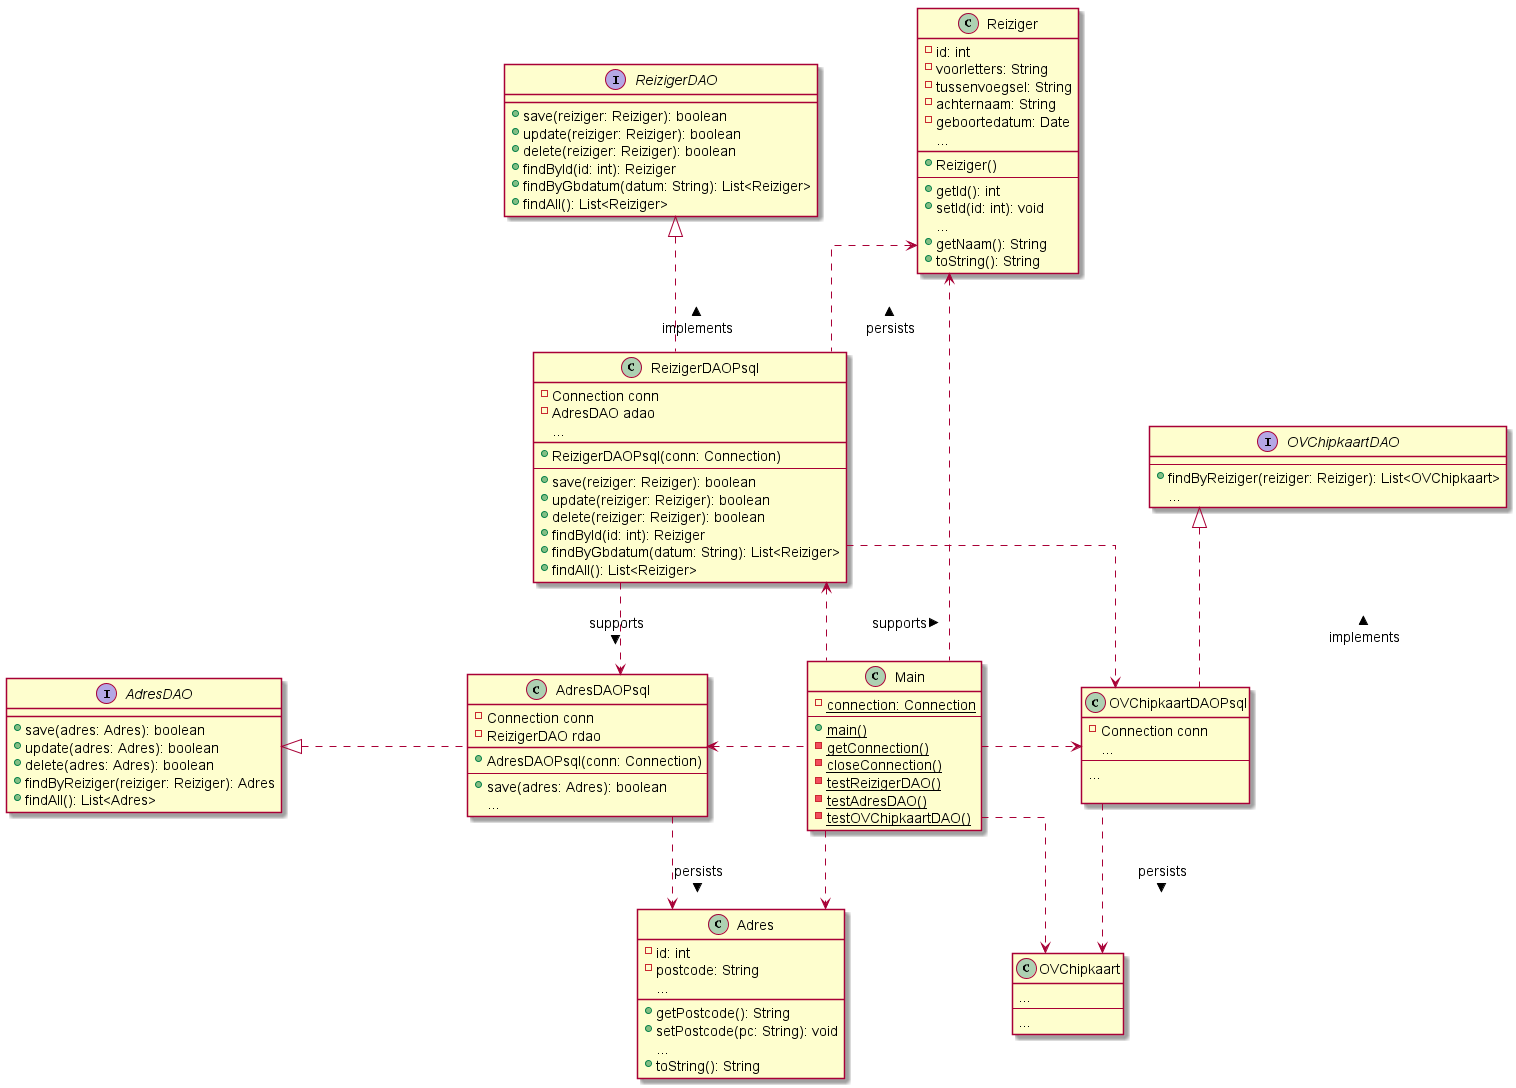 C Reiziger
id: int
voorletters: String
tussenvoegsel: String
achternaam: String
geboortedatum: Date
...
Reiziger()
getId(): int
setId(id: int): void
...
getNaam(): String
toString(): String
I ReizigerDAO
save(reiziger: Reiziger): boolean
update(reiziger: Reiziger): boolean
delete(reiziger: Reiziger): boolean
findById(id: int): Reiziger
findByGbdatum(datum: String): List<Reiziger>
findAll(): List<Reiziger>
implements
persists
C ReizigerDAOPsql
Connection conn
AdresDAO adao
...
ReizigerDAOPsql(conn: Connection)
save(reiziger: Reiziger): boolean
update(reiziger: Reiziger): boolean
delete(reiziger: Reiziger): boolean
findById(id: int): Reiziger
findByGbdatum(datum: String): List<Reiziger>
findAll(): List<Reiziger>
I OVChipkaartDAO
findByReiziger(reiziger: Reiziger): List<OVChipkaart>
...
supports
supports
implements
I AdresDAO
save(adres: Adres): boolean
update(adres: Adres): boolean
delete(adres: Adres): boolean
findByReiziger(reiziger: Reiziger): Adres
findAll(): List<Adres>
C AdresDAOPsql
Connection conn
ReizigerDAO rdao
AdresDAOPsql(conn: Connection)
save(adres: Adres): boolean
...
C Main
connection: Connection
main()
getConnection()
closeConnection()
testReizigerDAO()
testAdresDAO()
testOVChipkaartDAO()
C OVChipkaartDAOPsql
Connection conn
...
...
persists
persists
C Adres
id: int
postcode: String
...
getPostcode(): String
setPostcode(pc: String): void
...
toString(): String
C OVChipkaart
...
...